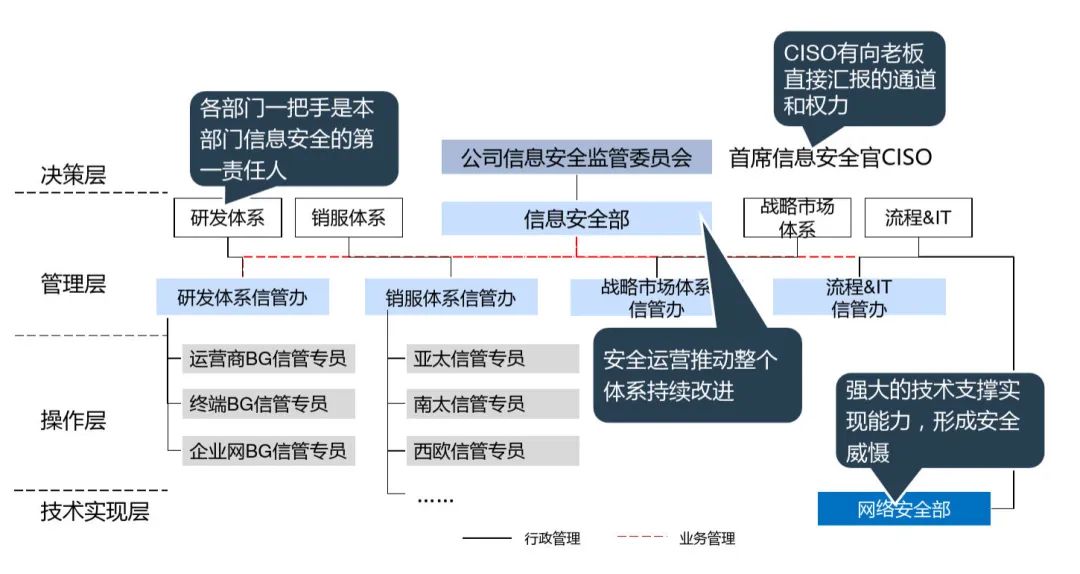 CISO有向老板
直接汇报的通道
和权力
各部门一把手是本
部门信息安全的第
一责任人
决策层
公司信息安全监管委员会
首席信息安全官CISO
研发体系
销服体系
信息安全部
战略市场
体系
流程&IT
管理层
研发体系信管办
销服体系信管办
战略市场体系
信管办
流程&IT
信管办
安全运营推动整个
体系持续改进
操作层
运营商BG信管专员
终端BG信管专员
企业网BG信管专员
亚太信管专员
南太信管专员
西欧信管专员
……
强大的技术支撑实
现能力，形成安全
威慑
技术实现层
网络安全部
行政管理
业务管理